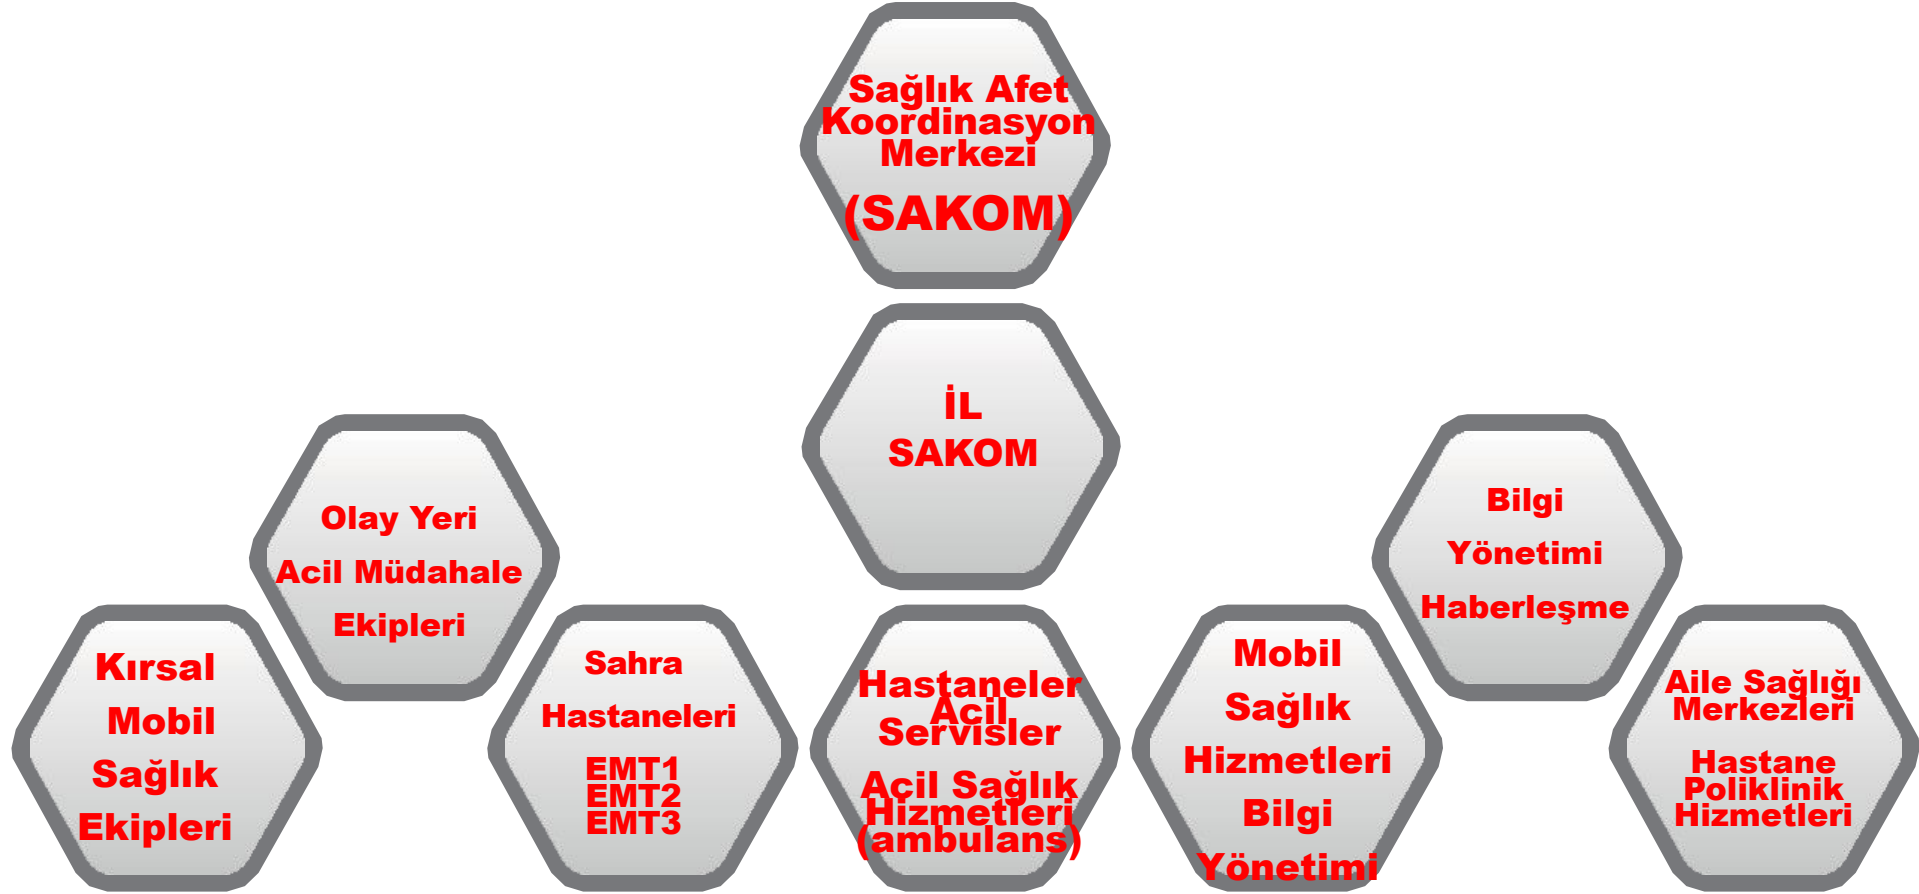 Sağlık Afet
Koordinasyon
Merkezi
(SAKOM)
İL
SAKOM
Olay Yeri
Acil Müdahale
Ekipleri
Bilgi
Yönetimi
Haberleşme
Kırsal
Mobil
Sağlık
Ekipleri
Sahra
Hastaneleri
EMT1
EMT2
EMT3
Hastaneler
Acil
Servisler
Acil Sağlık
Hizmetleri
(ambulans)
Mobil
Sağlık
Hizmetleri
Bilgi
Yönetimi
Aile Sağlığı
Merkezleri
Hastane
Poliklinik
Hizmetleri